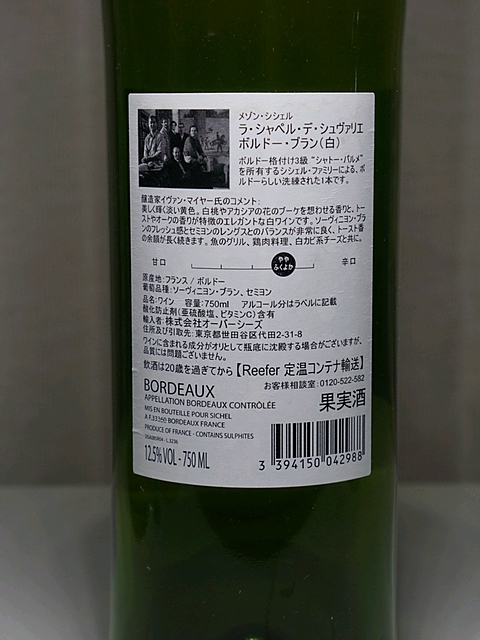 メゾン・シシェル
ラ・シャペル・デ・シュヴァリエ
ボルドー・ブラン(白)
ボルドー格付け3級 "シャトー・パルメ"
を所有するシシェル・ファミリーによる、ボ
ルドーらしい洗練された1本です。
醸造家イヴァン・マイヤー氏のコメント:
美しく輝く淡い黄色。白桃やアカシアの花のブーケを想わせる香りと、トー
ストやオークの香りが特徴のエレガントな白ワインです。ソーヴィニヨン・ブラ
ンのフレッシュ感とセミヨンのレングスとのバランスが非常に良く、トースト香
の余韻が長く続きます。魚のグリル、鶏肉料理、白カビ系チーズと共に。
甘口 やや ふくよか 辛口
原産地:フランス / ボルドー
葡萄品種:ソーヴィニヨン・ブラン、セミヨン
品名:ワイン 容量:750ml アルコール分はラベルに記載
酸化防止剤(亜硫酸塩、ビタミンC)含有
輸入者:株式会社オーバーシーズ
住所及び引取先:東京都世田谷区代田2-31-8
ワインに含まれる成分がオリとして瓶底に沈殿する場合がございますが、
品質には問題ございません。
飲酒は20歳を過ぎてから【Reefer 定温コンテナ輸送】
お客様相談室:0120-522-582
BORDEAUX
果実酒
APPELLATION BORDEAUX CONTRÔLÉE
MIS EN BOUTEILLE POUR SICHEL
A F.33360 BORDEAUX FRANCE
PRODUCE OF FRANCE - CONTAINS SULPHITES
12.5% VOL - 750 ML
3 394150 042988